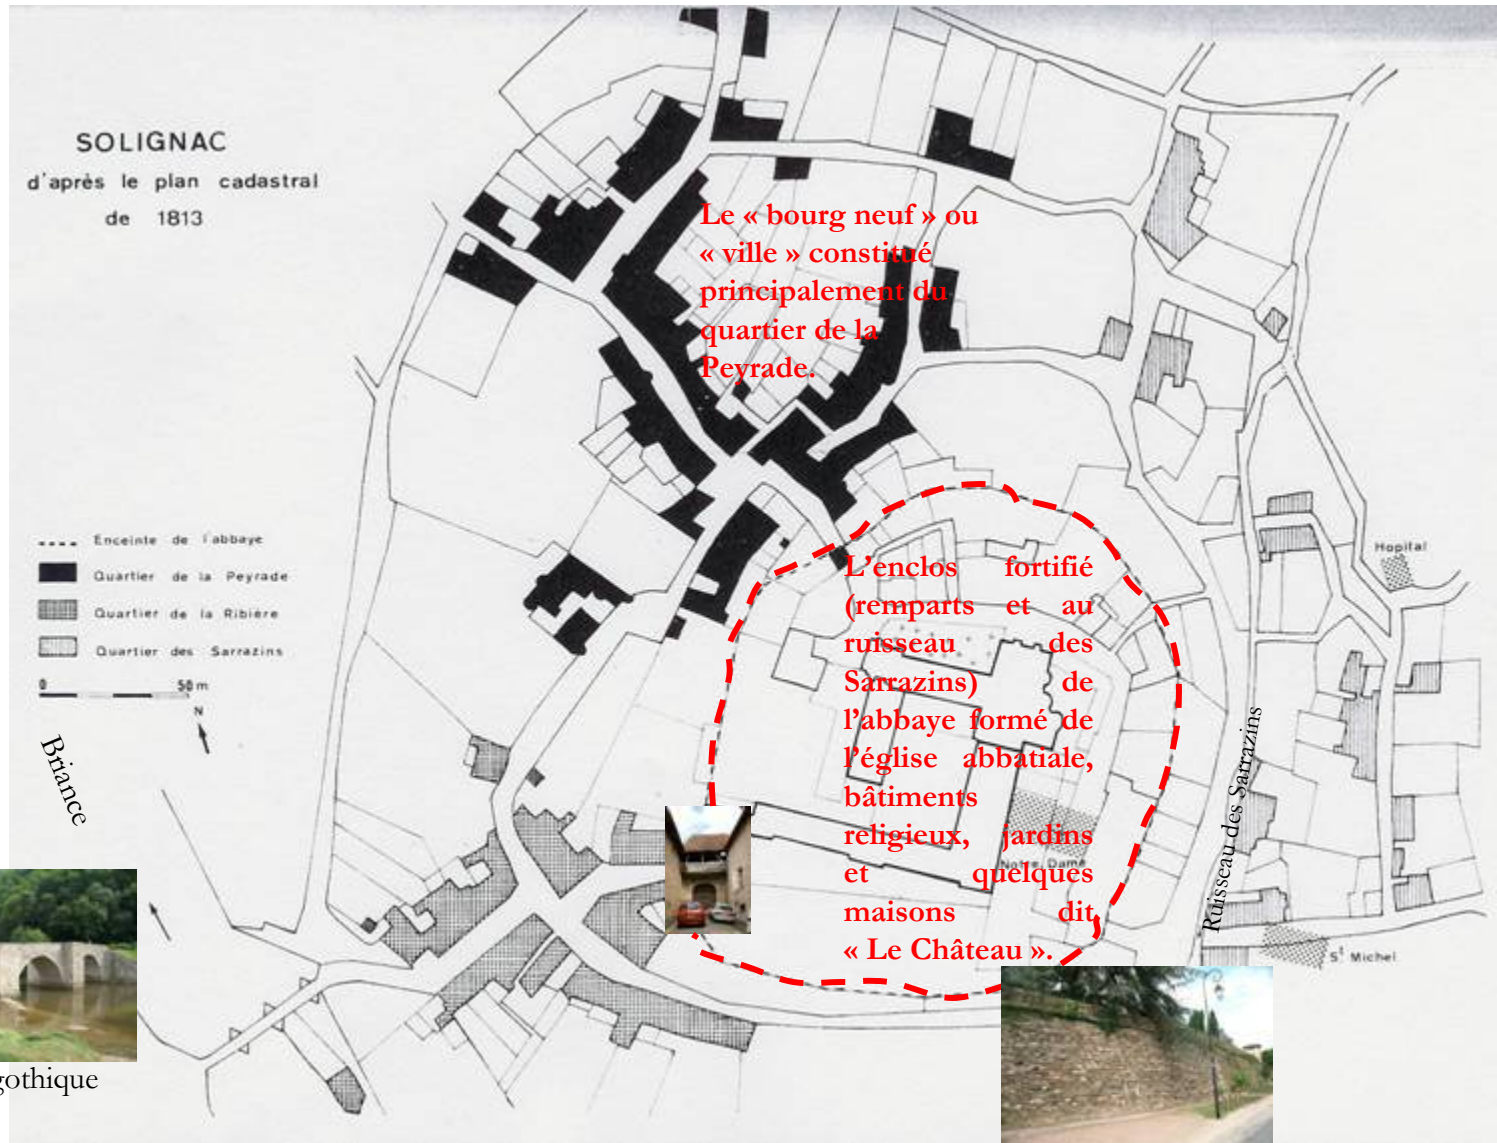 SOLIGNAC
d'après le plan cadastral
de 1813
Le « bourg neuf » ou
« ville » constitué
principalement du
quartier de la
Peyrade.
Enceinte de l'abbaye
Quartier de la Peyrade
Quartier de la Ribière
Quartier des Sarrazins
0 50 m
N
Briance
Hopital
L'enclos fortifié
(remparts et au
ruisseau des
Sarrazins) de
l'abbaye formé de
l'église abbatiale,
bâtiments
religieux, jardins
et quelques
maisons dit
« Le Château ».
Notre Dame
Ruisseau des Sarrazins
St Michel
gothique